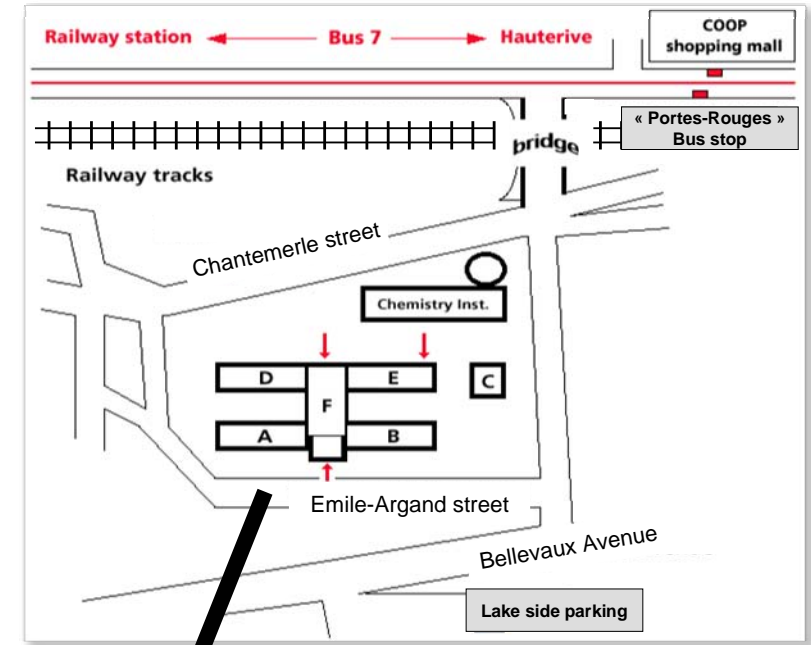 Railway station
Bus 7
Hauterive
COOP
shopping mall
« Portes-Rouges »
Bus stop
bridge
Railway tracks
Chantemerle street
Chemistry Inst.
D
E
C
F
A
B
Emile-Argand street
Bellevaux Avenue
Lake side parking